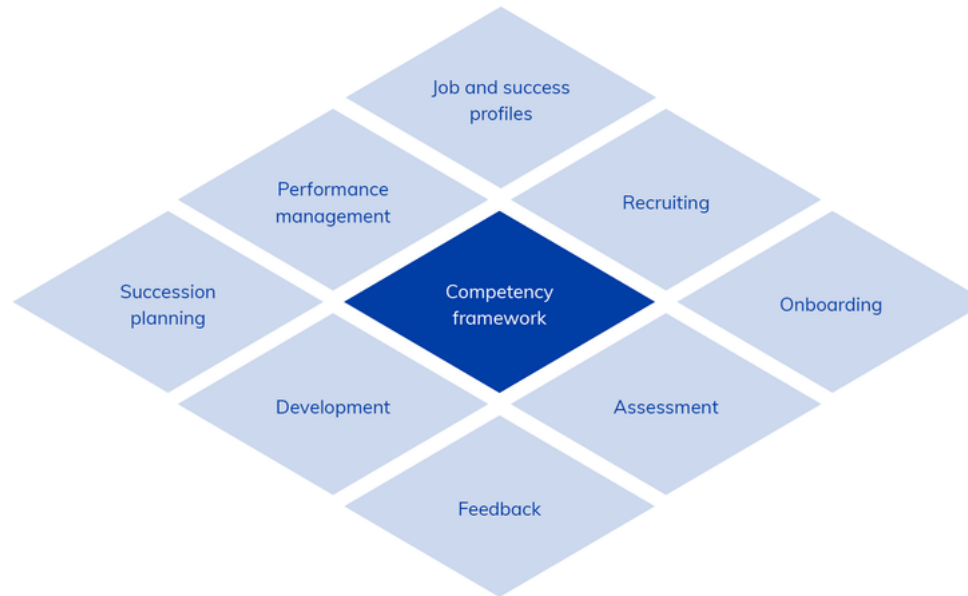 Job and success
profiles
Performance
management
Recruiting
Succession
planning
Competency
framework
Onboarding
Development
Assessment
Feedback